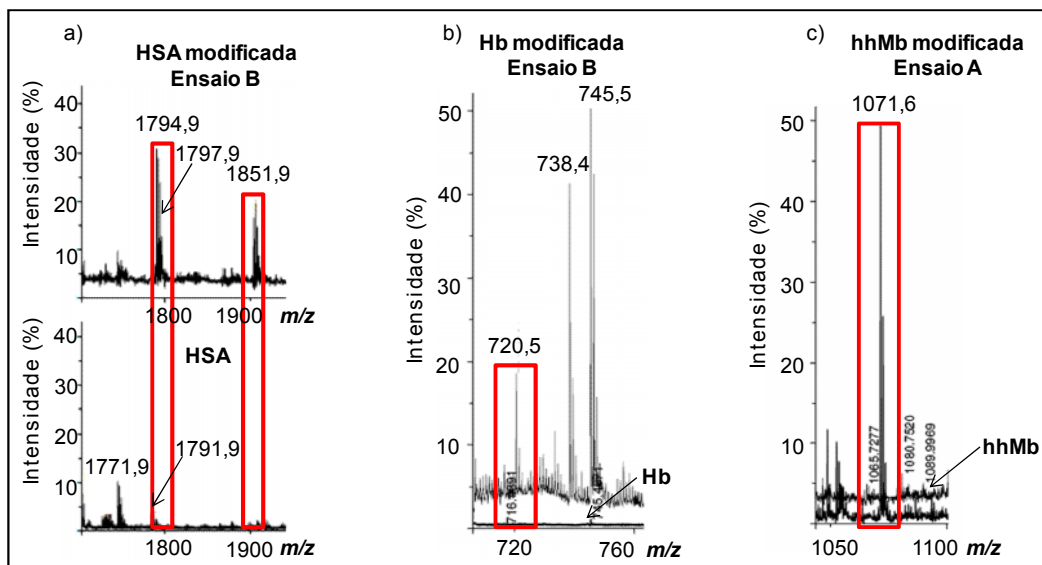 a)
HSA modificada
Ensaio B
Intensidade (%)
40
30
20
10
1794,9
1797,9
1851,9
1800
1900
m/z
HSA
Intensidade (%)
40
30
20
10
1771,9
1791,9
1800
1900
m/z
b)
Hb modificada
Ensaio B
Intensidade (%)
50
40
30
20
10
745,5
738,4
720,5
Hb
720
760
m/z
c)
hhMb modificada
Ensaio A
Intensidade (%)
50
40
30
20
10
1071,6
1065.7277
1080.7520
1089.9969
hhMb
1050
1100
m/z